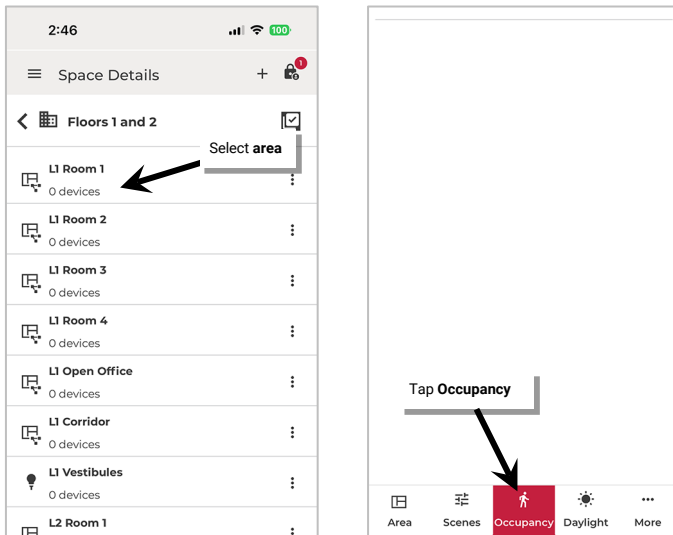 2:46
100
Space Details
1
Floors 1 and 2
Select area
L1 Room 1
0 devices
L1 Room 2
0 devices
L1 Room 3
0 devices
L1 Room 4
0 devices
L1 Open Office
0 devices
L1 Corridor
0 devices
L1 Vestibules
0 devices
L2 Room 1
Tap Occupancy
Area Scenes Occupancy Daylight More